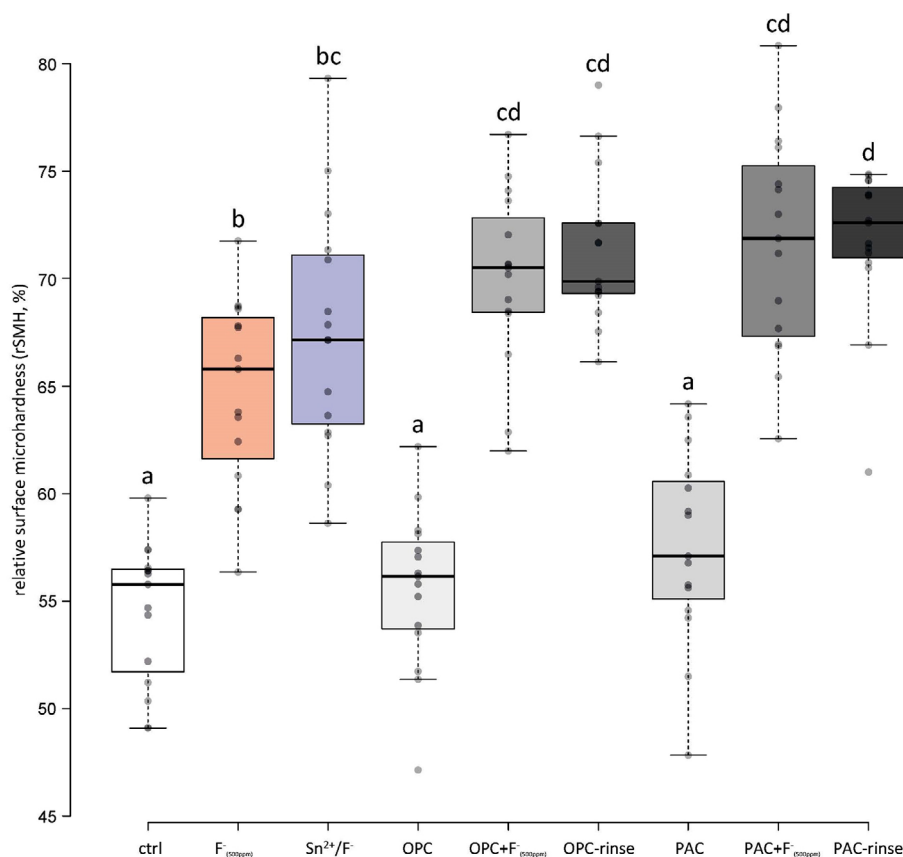 cd
80
bc
cd
cd
75
d
b
70
a
65
a
60
a
55
50
45
relative surface microhardness (rSMH, %)
ctrl F⁻(500ppm) Sn²⁺/F⁻ OPC OPC+F⁻(500ppm) OPC-rinse PAC PAC+F⁻(500ppm) PAC-rinse